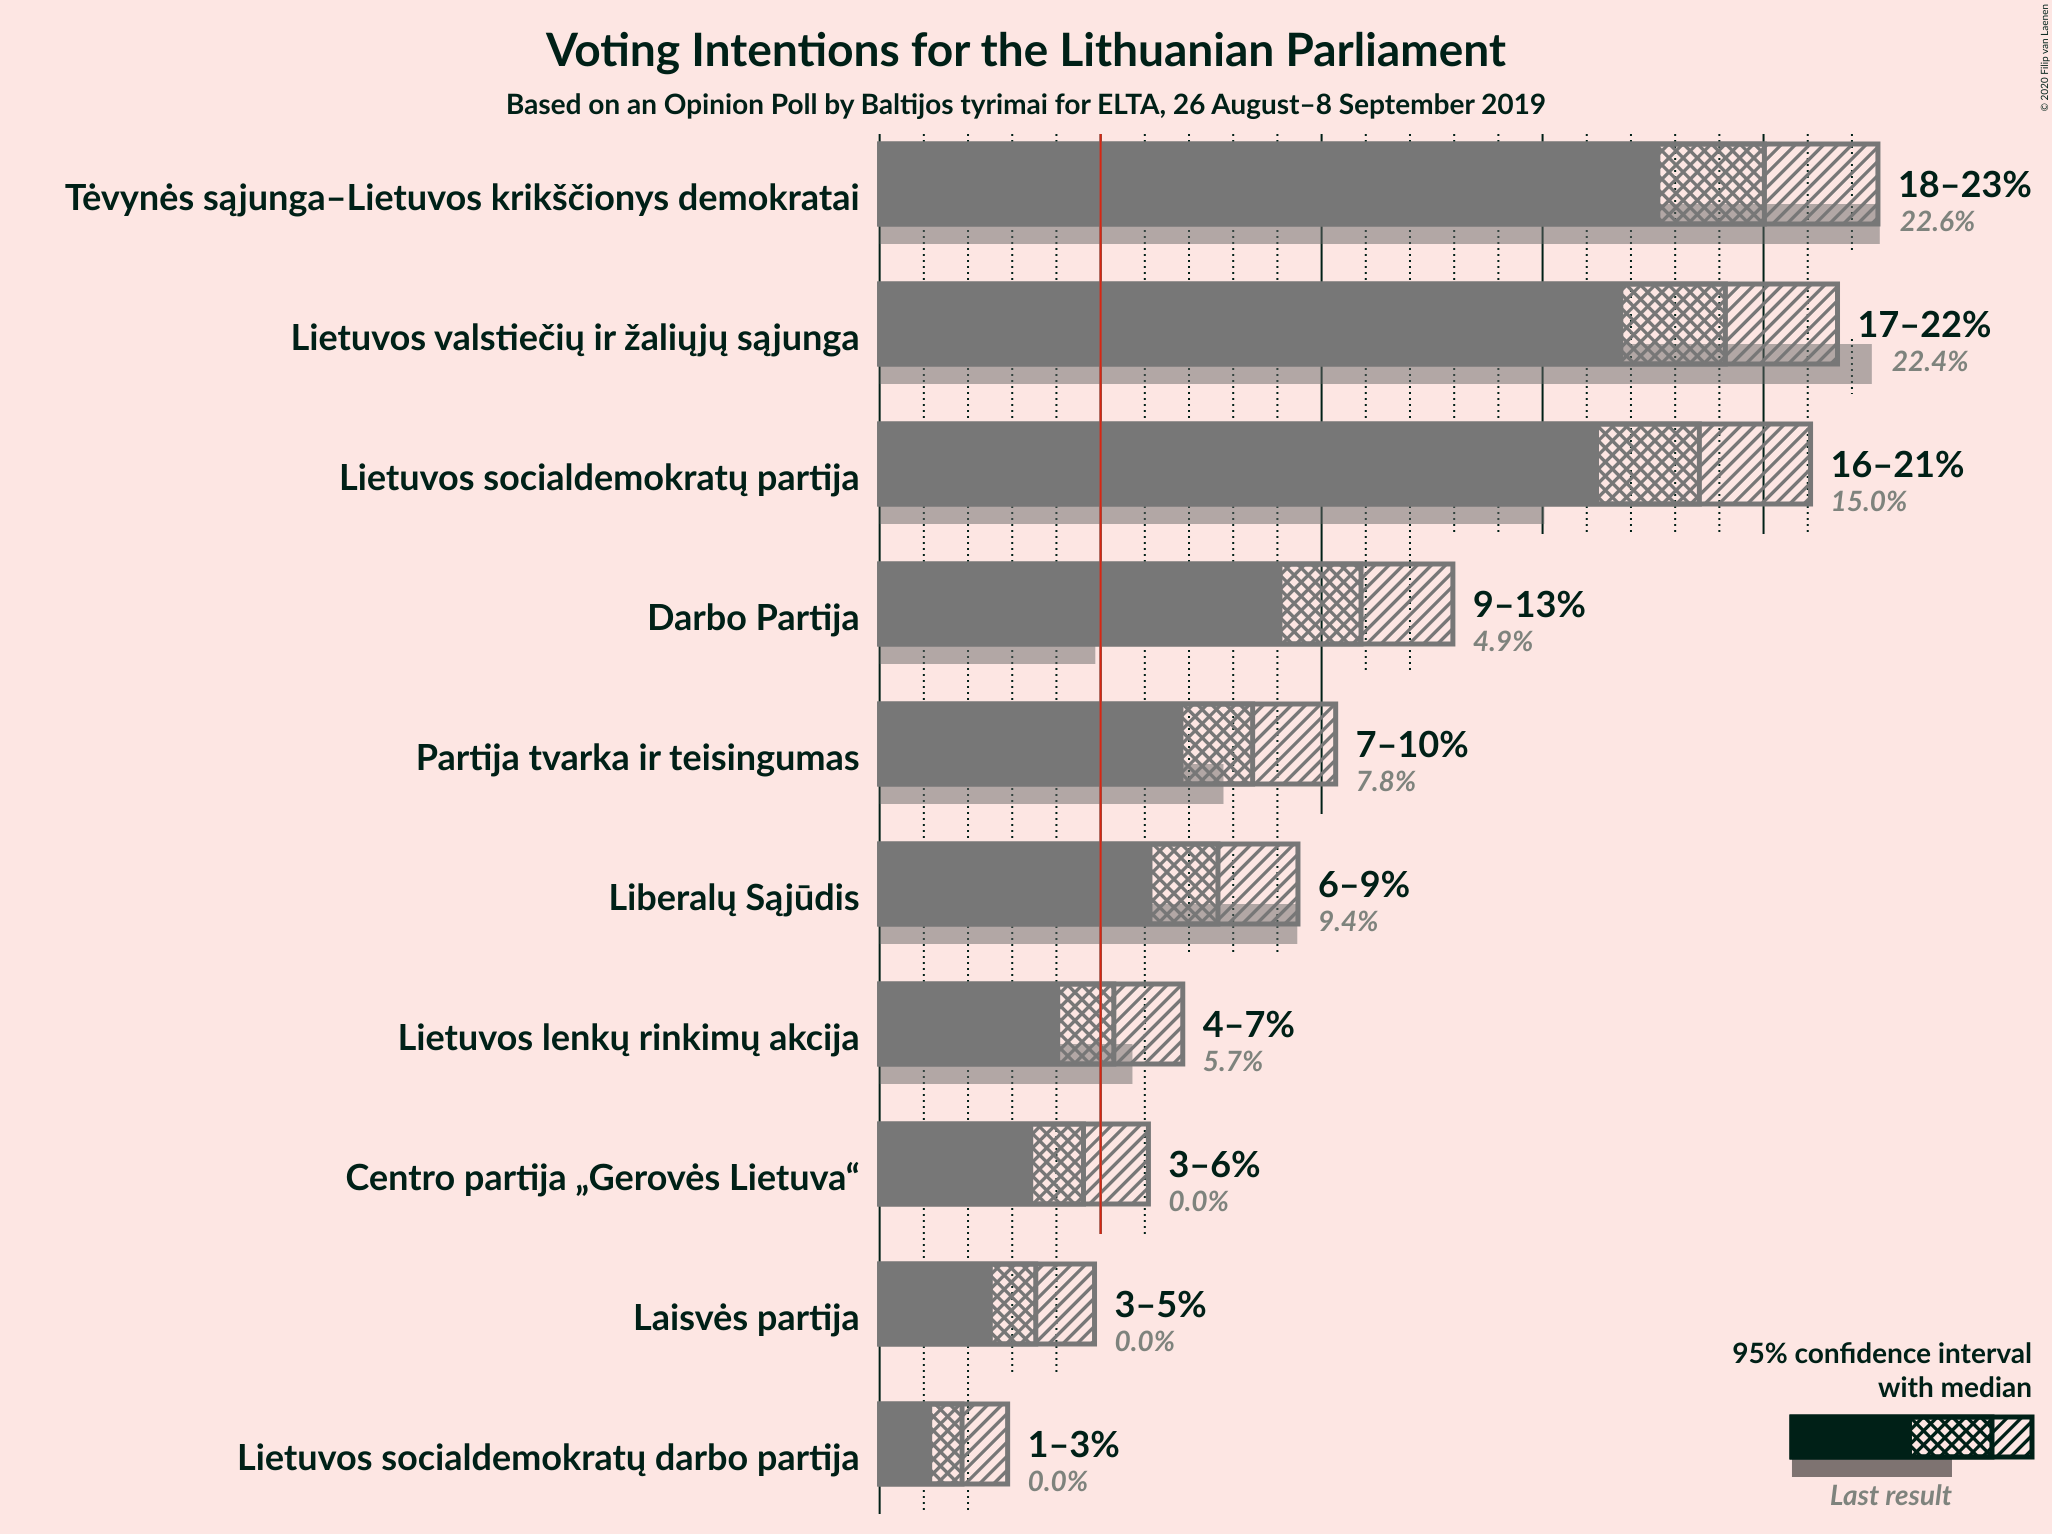 Voting Intentions for the Lithuanian Parliament
Based on an Opinion Poll by Baltijos tyrimai for ELTA, 26 August–8 September 2019
© 2020 Filip van Laenen
Tėvynės sąjunga–Lietuvos krikščionys demokratai
18–23%
22.6%
Lietuvos valstiečių ir žaliųjų sąjunga
17–22%
22.4%
Lietuvos socialdemokratų partija
16–21%
15.0%
Darbo Partija
9–13%
4.9%
Partija tvarka ir teisingumas
7–10%
7.8%
Liberalų Sąjūdis
6–9%
9.4%
Lietuvos lenkų rinkimų akcija
4–7%
5.7%
Centro partija „Gerovės Lietuva“
3–6%
0.0%
Laisvės partija
3–5%
0.0%
Lietuvos socialdemokratų darbo partija
1–3%
0.0%
95% confidence interval
with median
Last result